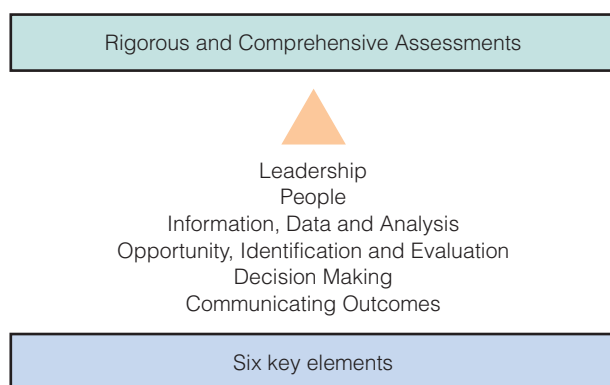 Rigorous and Comprehensive Assessments
Leadership
People
Information, Data and Analysis
Opportunity, Identification and Evaluation
Decision Making
Communicating Outcomes
Six key elements